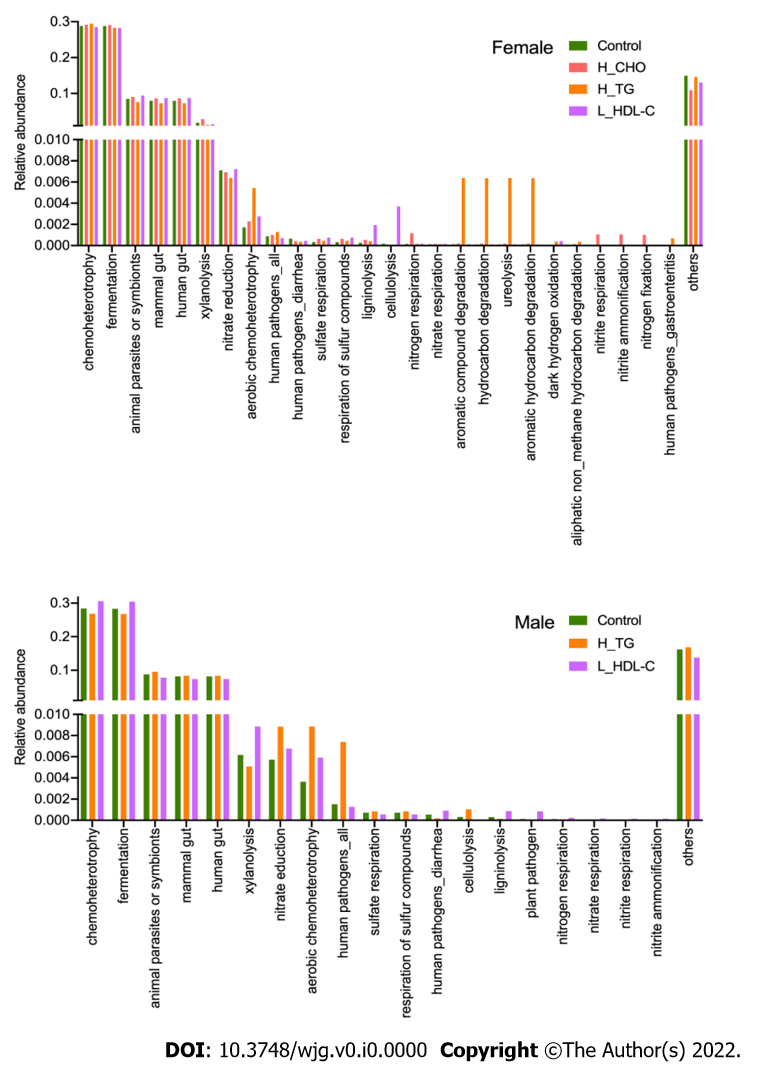 Female
Control
H_CHO
H_TG
L_HDL-C
Relative abundance
0.3
0.2
0.1
0.010
0.008
0.006
0.004
0.002
0.000
chemoheterotrophy
fermentation
animal parasites or symbionts
mammal gut
human gut
xylanolysis
nitrate reduction
aerobic chemoheterotrophy
human pathogens_all
human pathogens_diarrhea
sulfate respiration
respiration of sulfur compounds
ligninolysis
cellulolysis
nitrogen respiration
nitrate respiration
aromatic compound degradation
hydrocarbon degradation
ureolysis
aromatic hydrocarbon degradation
dark hydrogen oxidation
aliphatic non_methane hydrocarbon degradation
nitrite respiration
nitrite ammonification
nitrogen fixation
human pathogens_gastroenteritis
others
Male
Control
H_TG
L_HDL-C
Relative abundance
0.3
0.2
0.1
0.010
0.008
0.006
0.004
0.002
0.000
chemoheterotrophy
fermentation
animal parasites or symbionts
mammal gut
human gut
xylanolysis
nitrate eduction
aerobic chemoheterotrophy
human pathogens_all
sulfate respiration
respiration of sulfur compounds
human pathogens_diarrhea
cellulolysis
ligninolysis
plant pathogen
nitrogen respiration
nitrate respiration
nitrite respiration
nitrite ammonification
others
DOI: 10.3748/wjg.v0.i0.0000 Copyright ©The Author(s) 2022.